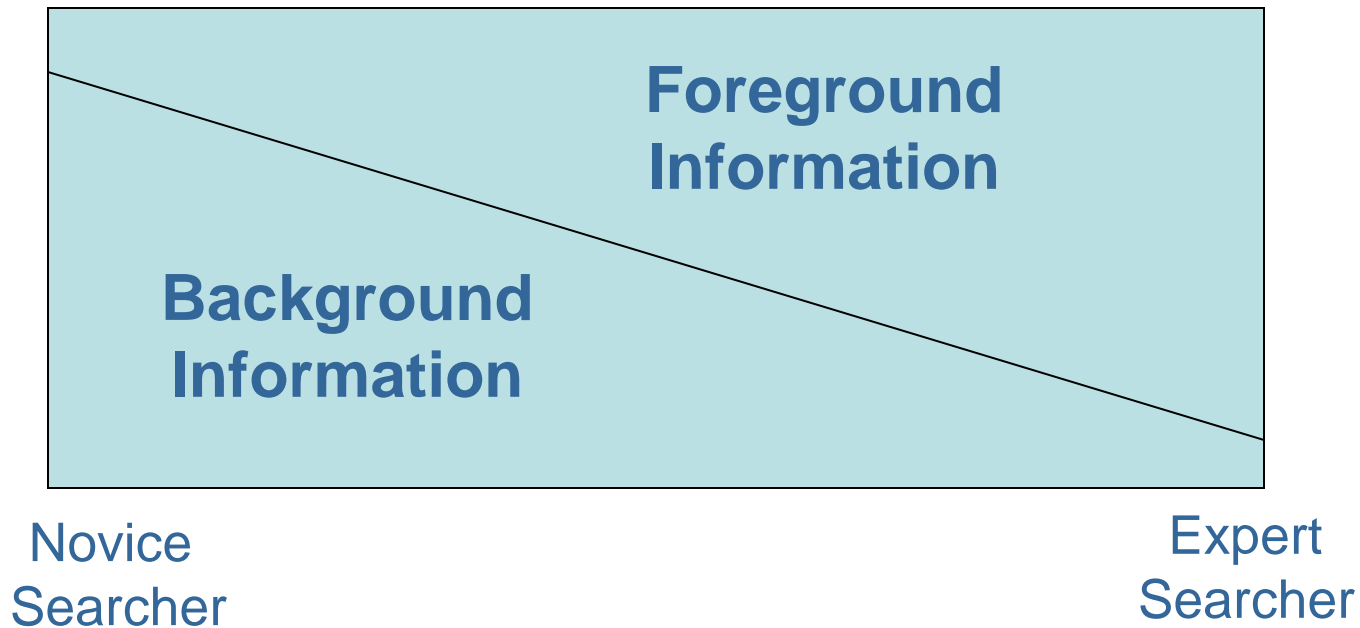 Foreground
Information
Background
Information
Novice
Searcher
Expert
Searcher